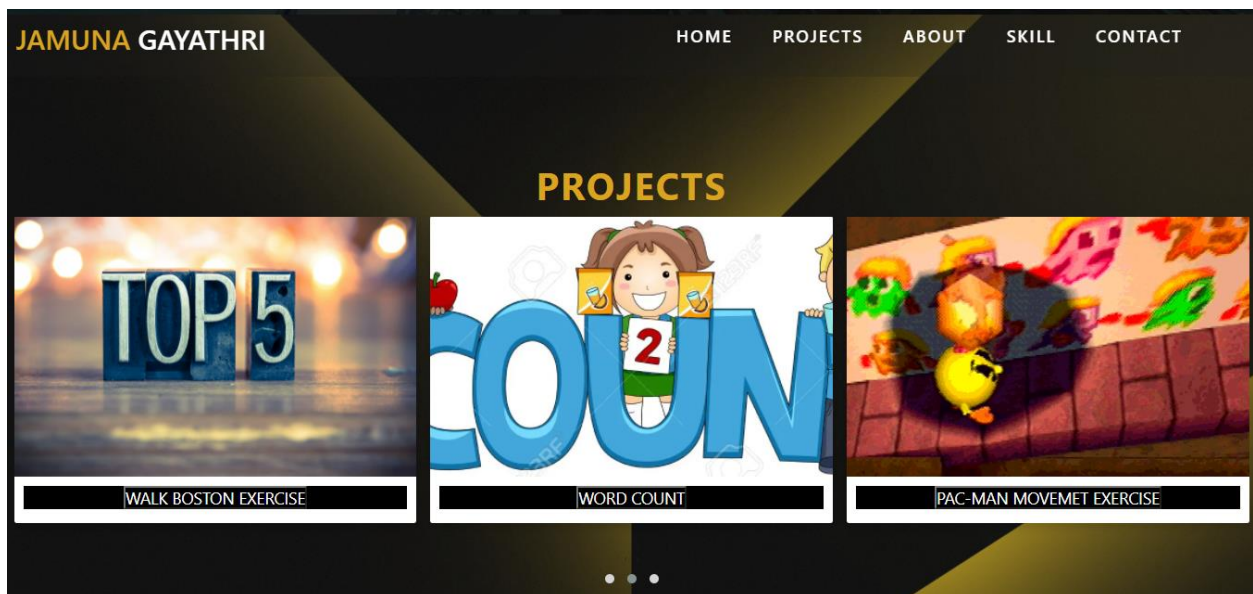 JAMUNA GAYATHRI
HOME PROJECTS ABOUT SKILL CONTACT
PROJECTS
TOP 5
COUN
2
WALK BOSTON EXERCISE
WORD COUNT
PAC-MAN MOVEMET EXERCISE